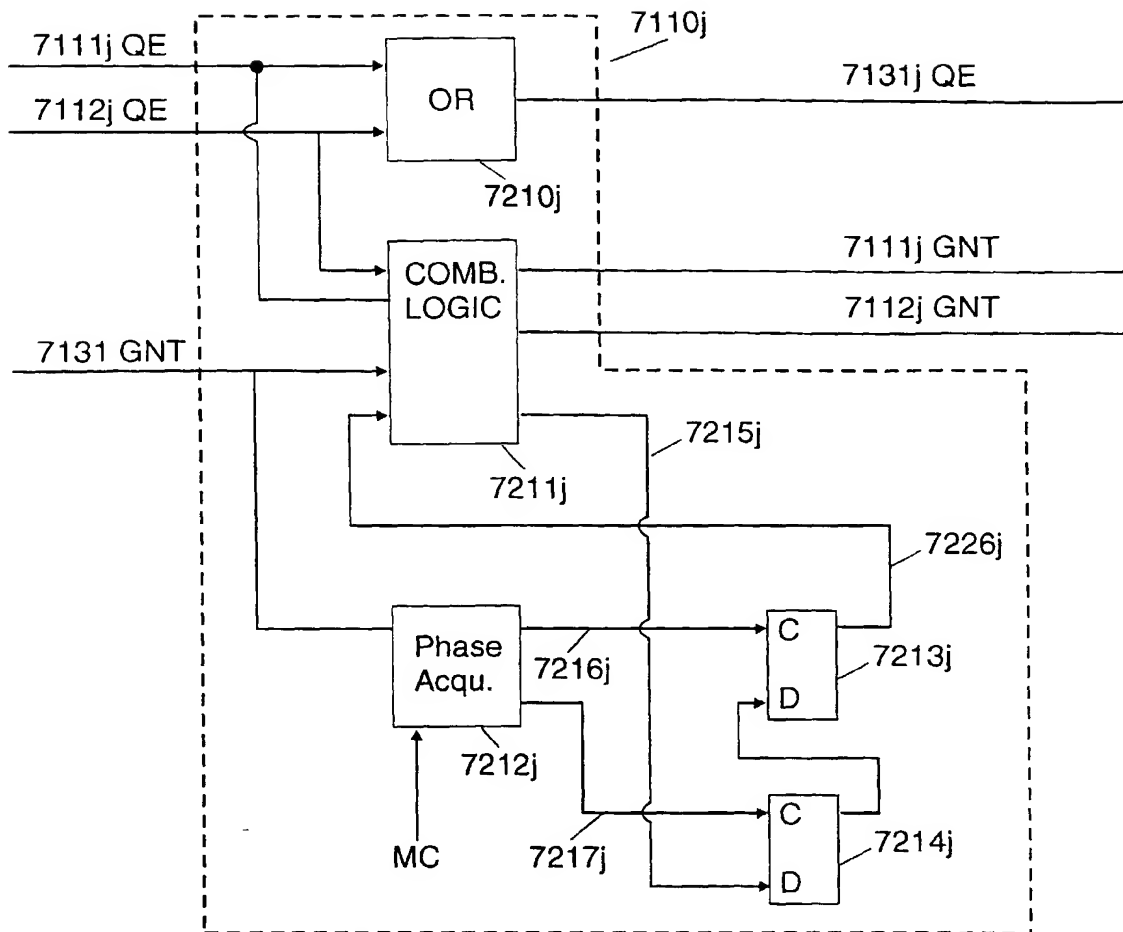 7110j
7111j QE
7131j QE
OR
7112j QE
7210j
7111j GNT
COMB.
LOGIC
7112j GNT
7131 GNT
7215j
7211j
7226j
Phase
Acqu.
C
7216j
7213j
D
7212j
C
7214j
MC
7217j
D